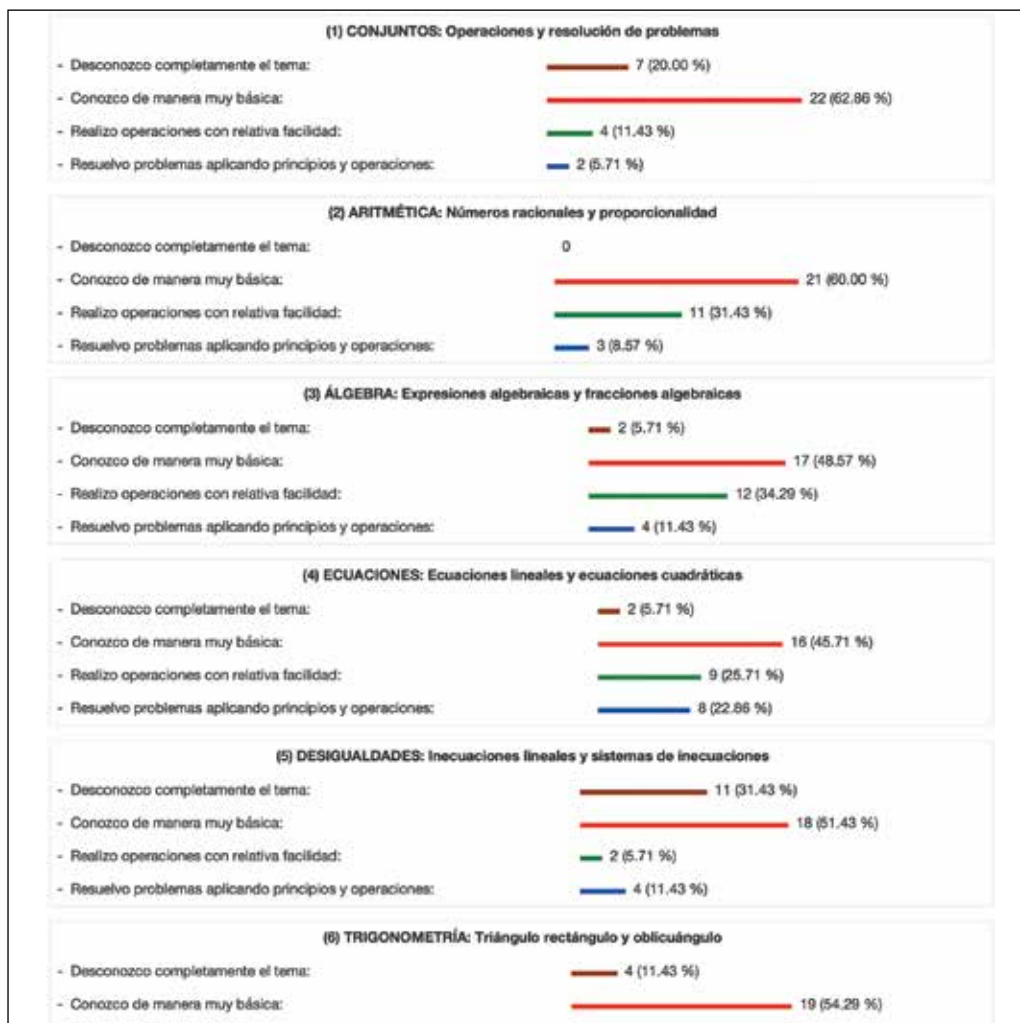 (1) CONJUNTOS: Operaciones y resolución de problemas
- Desconozco completamente el tema: 7 (20.00 %)
- Conozco de manera muy básica: 22 (62.86 %)
- Realizo operaciones con relativa facilidad: 4 (11.43 %)
- Resuelvo problemas aplicando principios y operaciones: 2 (5.71 %)
(2) ARITMÉTICA: Números racionales y proporcionalidad
- Desconozco completamente el tema: 0
- Conozco de manera muy básica: 21 (60.00 %)
- Realizo operaciones con relativa facilidad: 11 (31.43 %)
- Resuelvo problemas aplicando principios y operaciones: 3 (8.57 %)
(3) ÁLGEBRA: Expresiones algebraicas y fracciones algebraicas
- Desconozco completamente el tema: 2 (5.71 %)
- Conozco de manera muy básica: 17 (48.57 %)
- Realizo operaciones con relativa facilidad: 12 (34.29 %)
- Resuelvo problemas aplicando principios y operaciones: 4 (11.43 %)
(4) ECUACIONES: Ecuaciones lineales y ecuaciones cuadráticas
- Desconozco completamente el tema: 2 (5.71 %)
- Conozco de manera muy básica: 16 (45.71 %)
- Realizo operaciones con relativa facilidad: 9 (25.71 %)
- Resuelvo problemas aplicando principios y operaciones: 8 (22.86 %)
(5) DESIGUALDADES: Inecuaciones lineales y sistemas de inecuaciones
- Desconozco completamente el tema: 11 (31.43 %)
- Conozco de manera muy básica: 18 (51.43 %)
- Realizo operaciones con relativa facilidad: 2 (5.71 %)
- Resuelvo problemas aplicando principios y operaciones: 4 (11.43 %)
(6) TRIGONOMETRÍA: Triángulo rectángulo y oblicuángulo
- Desconozco completamente el tema: 4 (11.43 %)
- Conozco de manera muy básica: 19 (54.29 %)